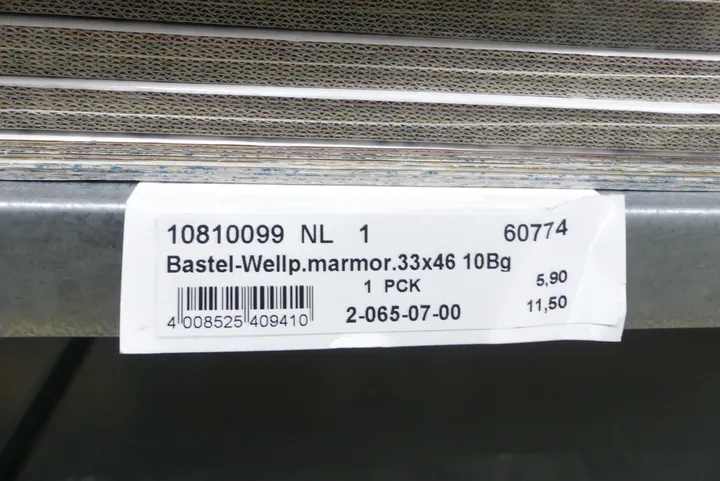 10810099 NL 1 60774
Bastel-Wellp.marmor.33x46 10Bg
1 PCK 5,90
2-065-07-00 11,50
4 008525 409410